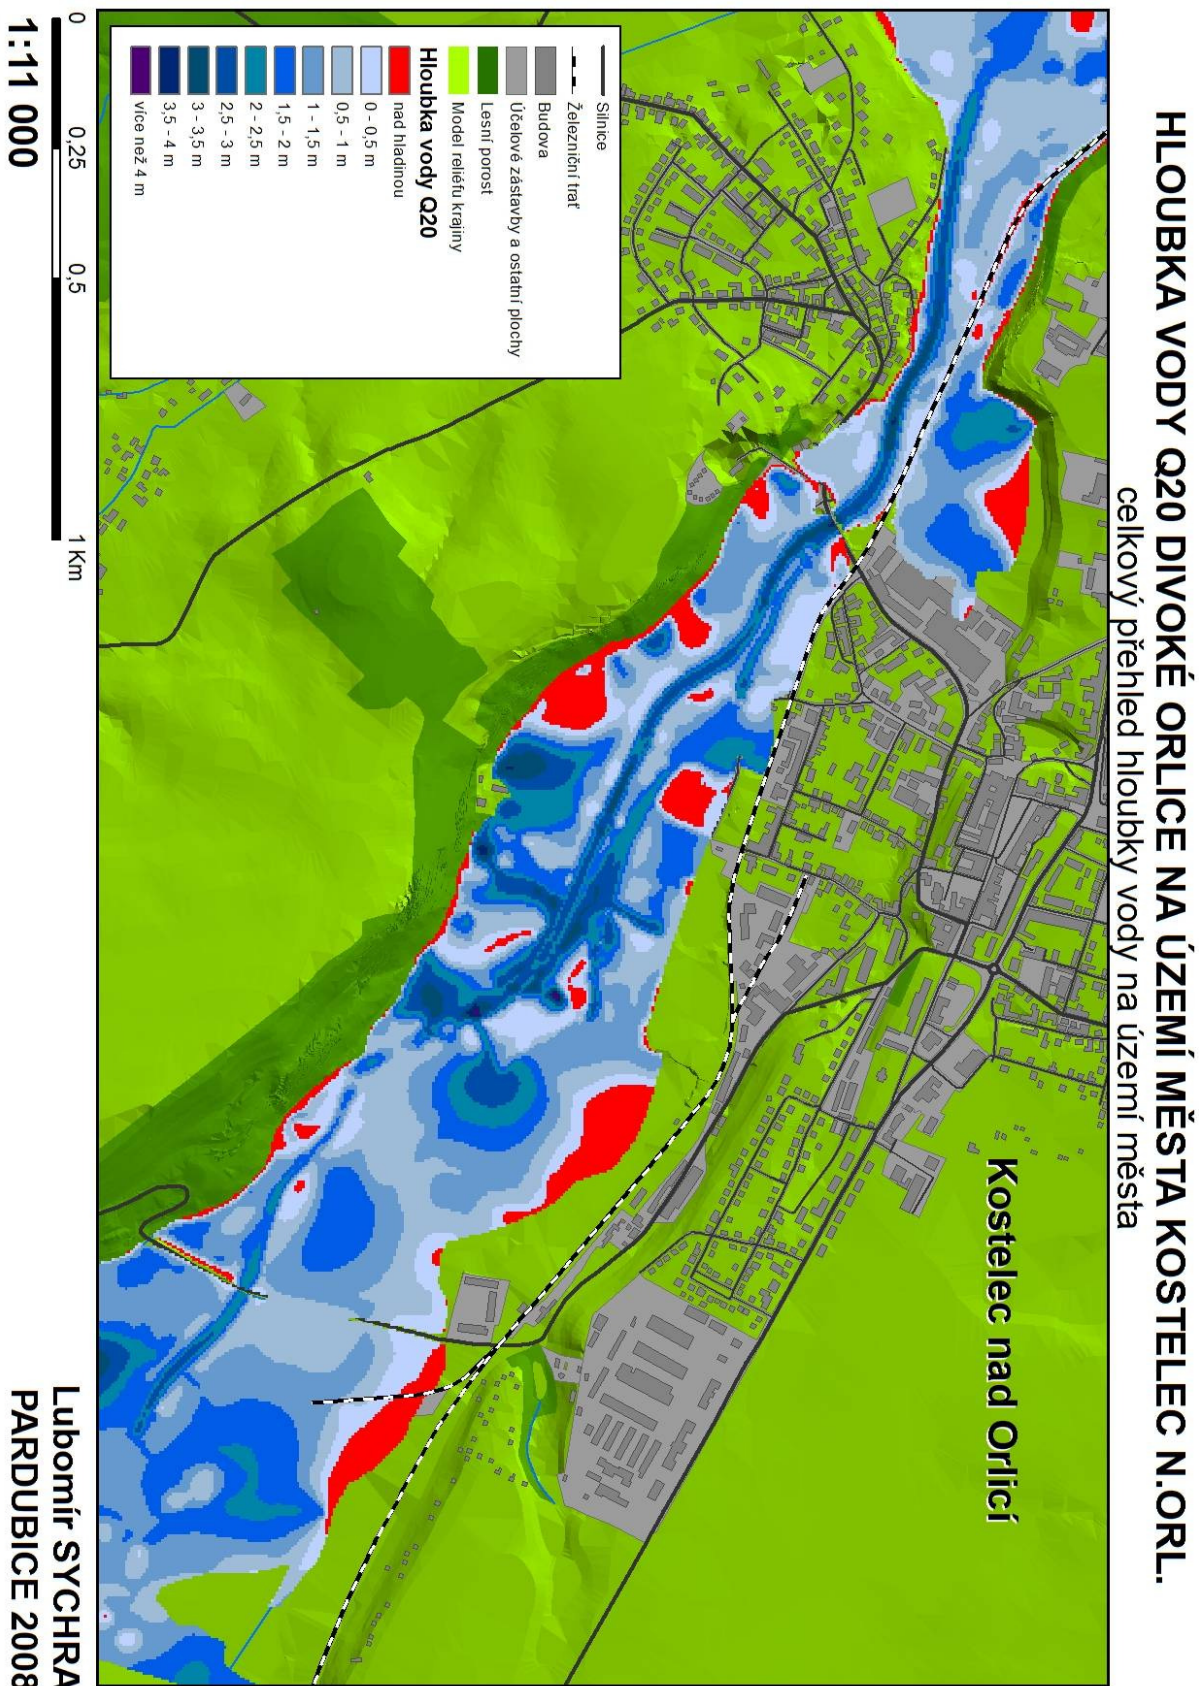 HLOUBKA VODY Q20 DIVOKÉ ORLICE NA ÚZEMÍ MĚSTA KOSTELEC N.ORL.
celkový přehled hloubky vody na území města
Kostelec nad Orlicí
Silnice
Železniční trať
Budova
Účelové zástavby a ostatní plochy
Lesní porost
Model reliéfu krajiny
Hloubka vody Q20
nad hladinou
0 - 0,5 m
0,5 - 1 m
1 - 1,5 m
1,5 - 2 m
2 - 2,5 m
2,5 - 3 m
3 - 3,5 m
3,5 - 4 m
více než 4 m
0 0,25 0,5 1 Km
1:11 000
Lubomír SYCHRA
PARDUBICE 2008